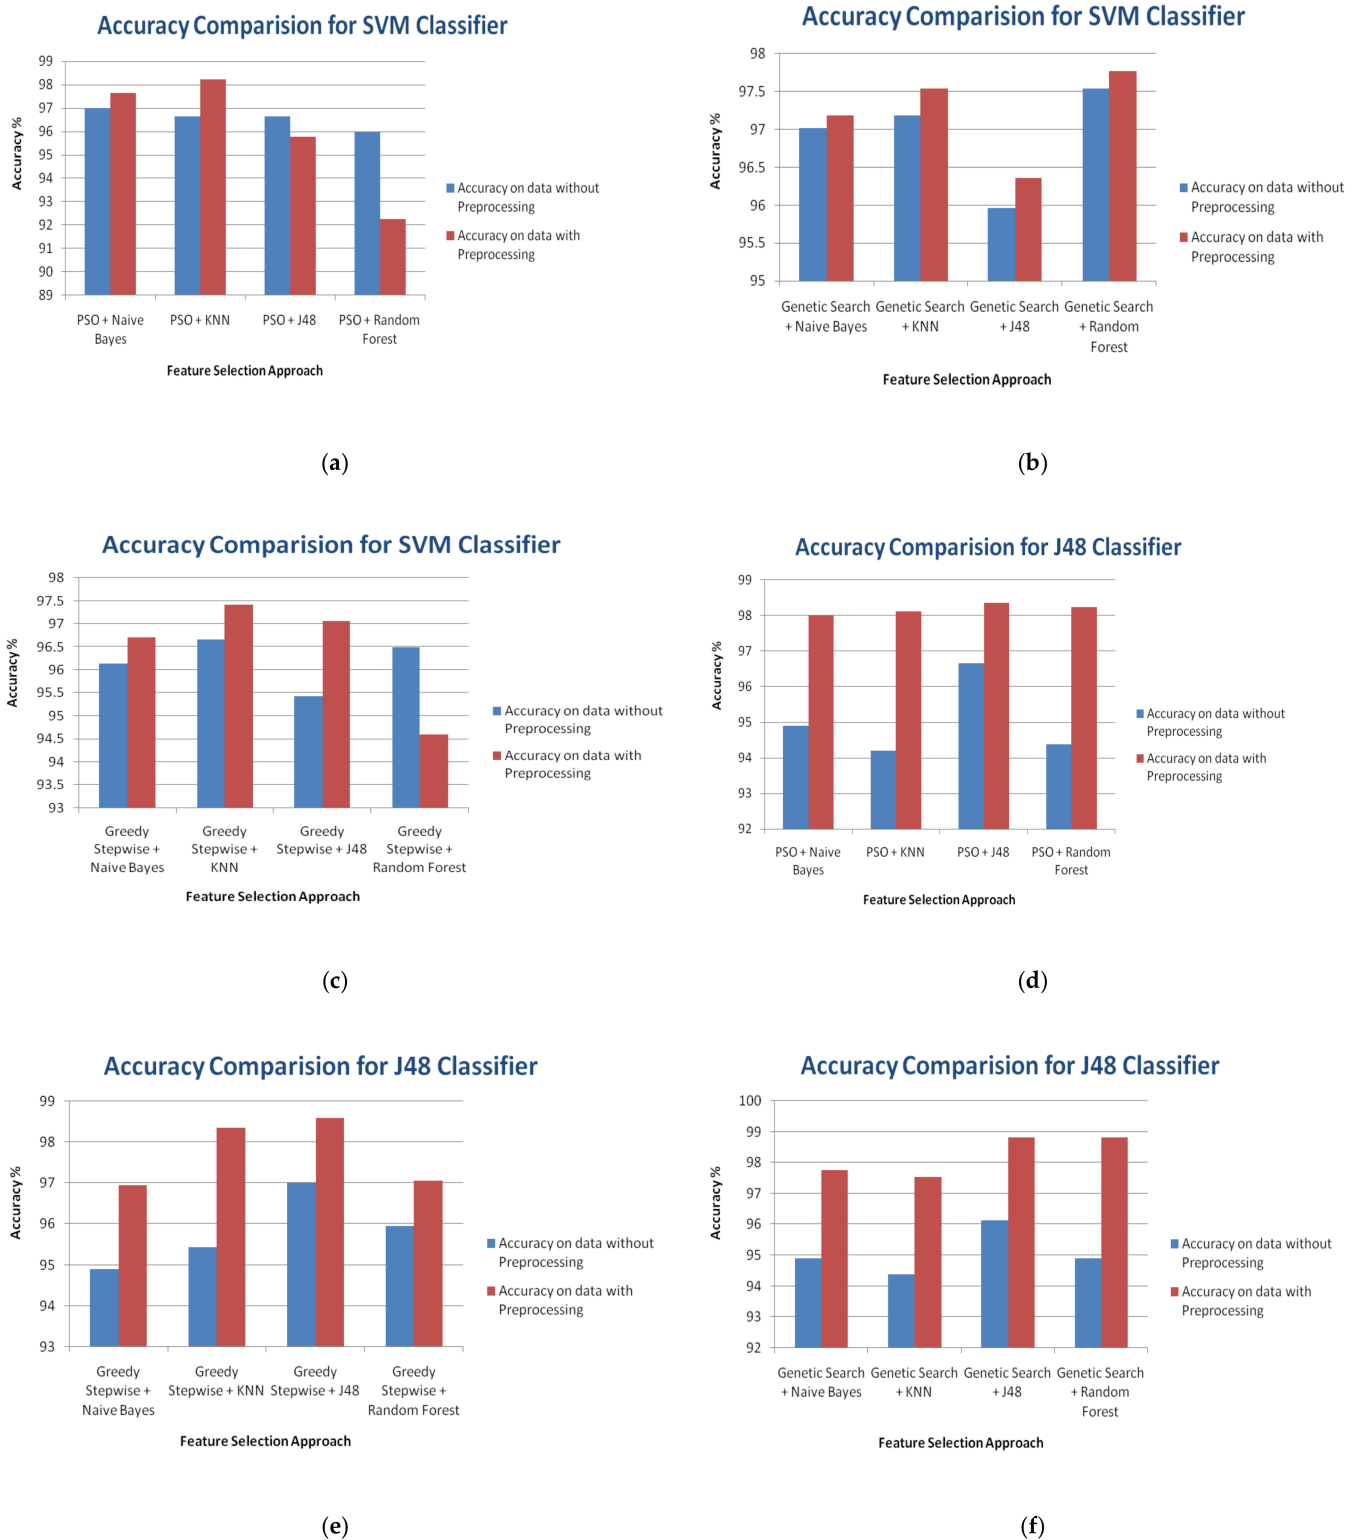 Accuracy Comparision for SVM Classifier
99
98
97
96
95
94
93
92
91
90
89
Accuracy %
PSO + Naive
Bayes
PSO + KNN
PSO + J48
PSO + Random
Forest
Feature Selection Approach
Accuracy on data without
Preprocessing
Accuracy on data with
Preprocessing
(a)
Accuracy Comparision for SVM Classifier
98
97.5
97
96.5
96
95.5
95
Accuracy %
Genetic Search
+ Naive Bayes
Genetic Search
+ KNN
Genetic Search
+ J48
Genetic Search
+ Random
Forest
Feature Selection Approach
Accuracy on data without
Preprocessing
Accuracy on data with
Preprocessing
(b)
Accuracy Comparision for SVM Classifier
98
97.5
97
96.5
96
95.5
95
94.5
94
93.5
93
Accuracy %
Greedy
Stepwise +
Naive Bayes
Greedy
Stepwise +
KNN
Greedy
Stepwise + J48
Greedy
Stepwise +
Random Forest
Feature Selection Approach
Accuracy on data without
Preprocessing
Accuracy on data with
Preprocessing
(c)
Accuracy Comparision for J48 Classifier
99
98
97
96
95
94
93
92
Accuracy %
PSO + Naive
Bayes
PSO + KNN
PSO + J48
PSO + Random
Forest
Feature Selection Approach
Accuracy on data without
Preprocessing
Accuracy on data with
Preprocessing
(d)
Accuracy Comparision for J48 Classifier
99
98
97
96
95
94
93
Accuracy %
Greedy
Stepwise +
Naive Bayes
Greedy
Stepwise + KNN
Greedy
Stepwise + J48
Greedy
Stepwise +
Random Forest
Feature Selection Approach
Accuracy on data without
Preprocessing
Accuracy on data with
Preprocessing
(e)
Accuracy Comparision for J48 Classifier
100
99
98
97
96
95
94
93
92
Accuracy %
Genetic Search
+ Naive Bayes
Genetic Search
+ KNN
Genetic Search
+ J48
Genetic Search
+ Random
Forest
Feature Selection Approach
Accuracy on data without
Preprocessing
Accuracy on data with
Preprocessing
(f)